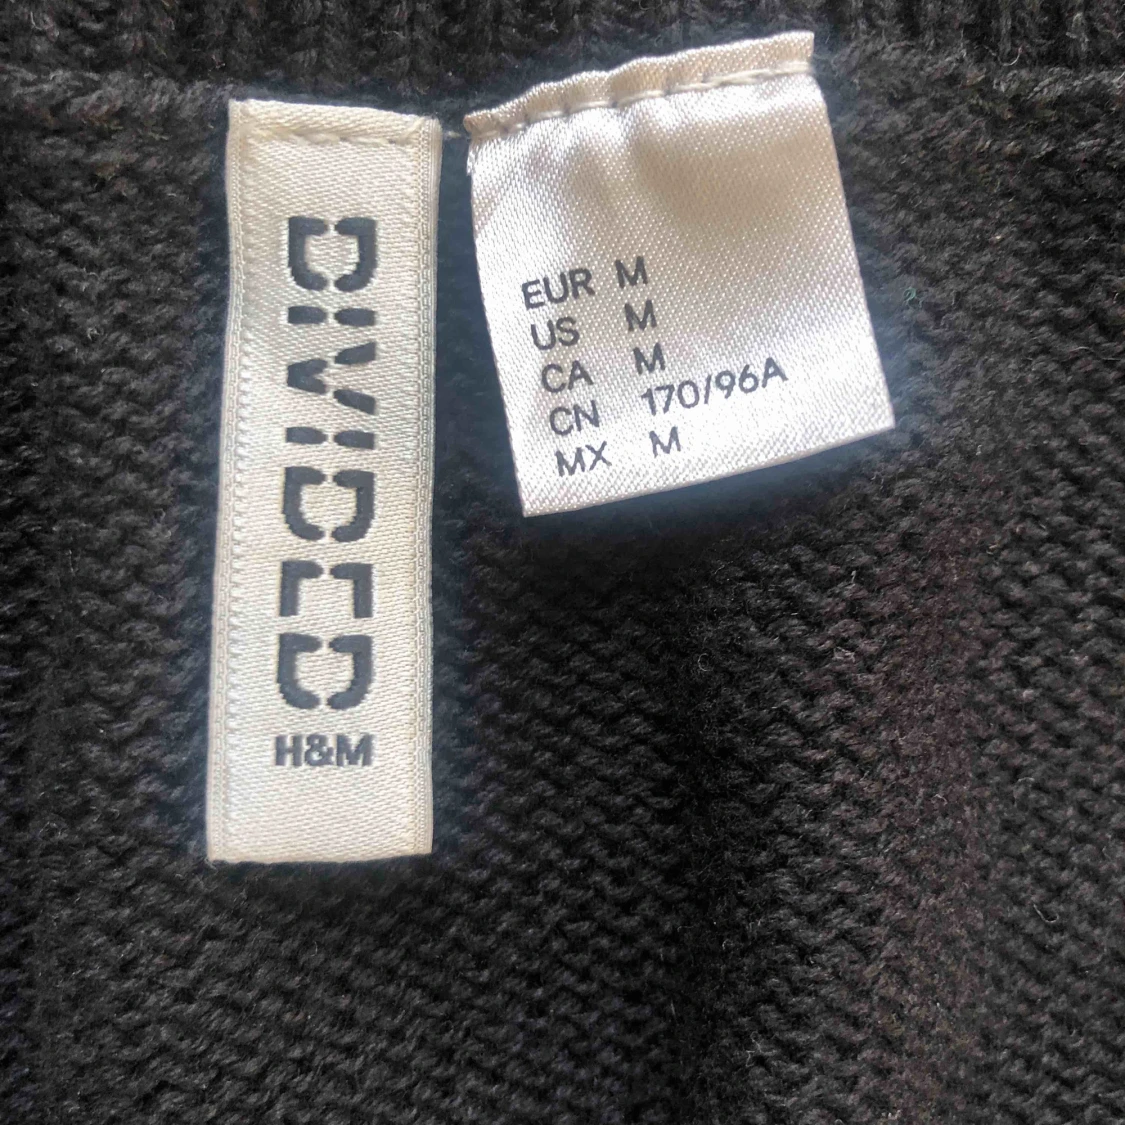 DIVIDED
H&M
EUR M
US M
CA M
CN 170/96A
MX M